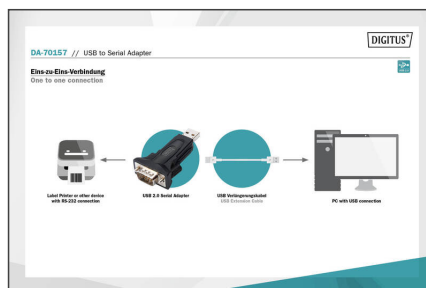 DIGITUS®
DA-70157 // USB to Serial Adapter
Eins-zu-Eins-Verbindung
One to one connection
Label Printer or other device
with RS-232 connection
USB 2.0 Serial Adapter
USB Verlängerungskabel
USB Extension Cable
PC with USB connection